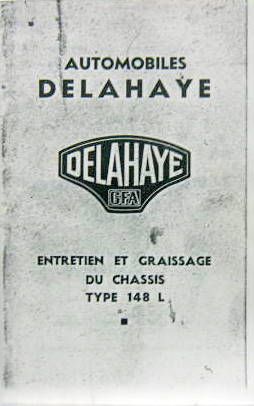 AUTOMOBILES
DELAHAYE
DELAHAYE
GFA
ENTRETIEN ET GRAISSAGE
DU CHASSIS
TYPE 148 L